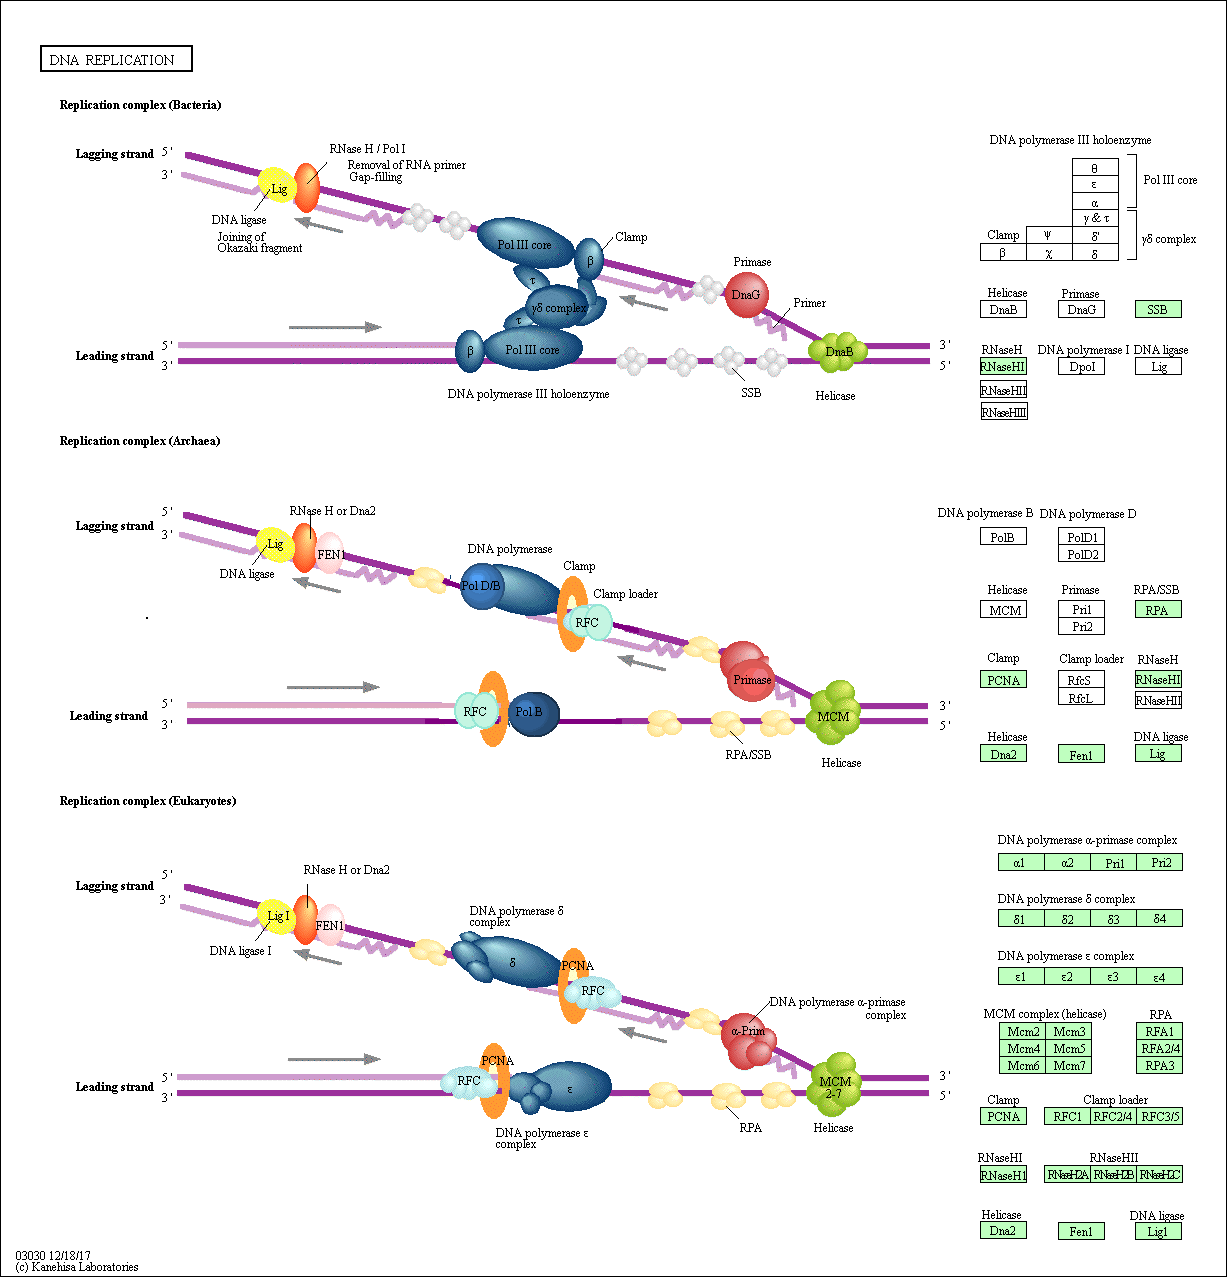 DNA REPLICATION
Replication complex (Bacteria)
Lagging strand
5'
3'
Lig
RNase H / Pol I
Removal of RNA primer
Gap-filling
DNA ligase
Joining of
Okazaki fragment
Pol III core
β
Clamp
τ
γδ complex
τ
Primase
DnaG
Primer
Leading strand
5'
3'
β
Pol III core
DnaB
3'
5'
DNA polymerase III holoenzyme
SSB
Helicase
DNA polymerase III holoenzyme
θ
ε
α
Pol III core
γ & τ
Clamp
ψ
δ'
γδ complex
β
χ
δ
Helicase
Primase
DnaB
DnaG
SSB
RNaseH
DNA polymerase I
DNA ligase
RNaseHI
DpoI
Lig
RNaseHII
RNaseHIII
Replication complex (Archaea)
Lagging strand
5'
3'
Lig
RNase H or Dna2
FEN1
DNA ligase
DNA polymerase
Pol D/B
Clamp
Clamp loader
RFC
Primase
Leading strand
RFC
Pol B
MCM
3'
5'
RPA/SSB
Helicase
DNA polymerase B
DNA polymerase D
PolB
PolD1
PolD2
Helicase
Primase
RPA/SSB
MCM
Pri1
RPA
Pri2
Clamp
Clamp loader
RNaseH
PCNA
RfcS
RNaseHI
RfcL
RNaseHII
Helicase
DNA ligase
Dna2
Fen1
Lig
Replication complex (Eukaryotes)
Lagging strand
5'
3'
Lig I
RNase H or Dna2
FEN1
DNA ligase I
DNA polymerase δ
complex
δ
PCNA
RFC
α-Prim
DNA polymerase α-primase
complex
Leading strand
5'
3'
PCNA
RFC
ε
MCM
2-7
3'
5'
DNA polymerase ε
complex
RPA
Helicase
DNA polymerase α-primase complex
α1
α2
Pri1
Pri2
DNA polymerase δ complex
δ1
δ2
δ3
δ4
DNA polymerase ε complex
ε1
ε2
ε3
ε4
MCM complex (helicase)
RPA
Mcm2
Mcm3
RFA1
Mcm4
Mcm5
RFA2/4
Mcm6
Mcm7
RPA3
Clamp
Clamp loader
PCNA
RFC1
RFC2/4
RFC3/5
RNaseHI
RNaseHII
RNaseH1
RNaseH2A
RNaseH2B
RNaseH2C
Helicase
DNA ligase
Dna2
Fen1
Lig1
03030 12/18/17
(c) Kanehisa Laboratories